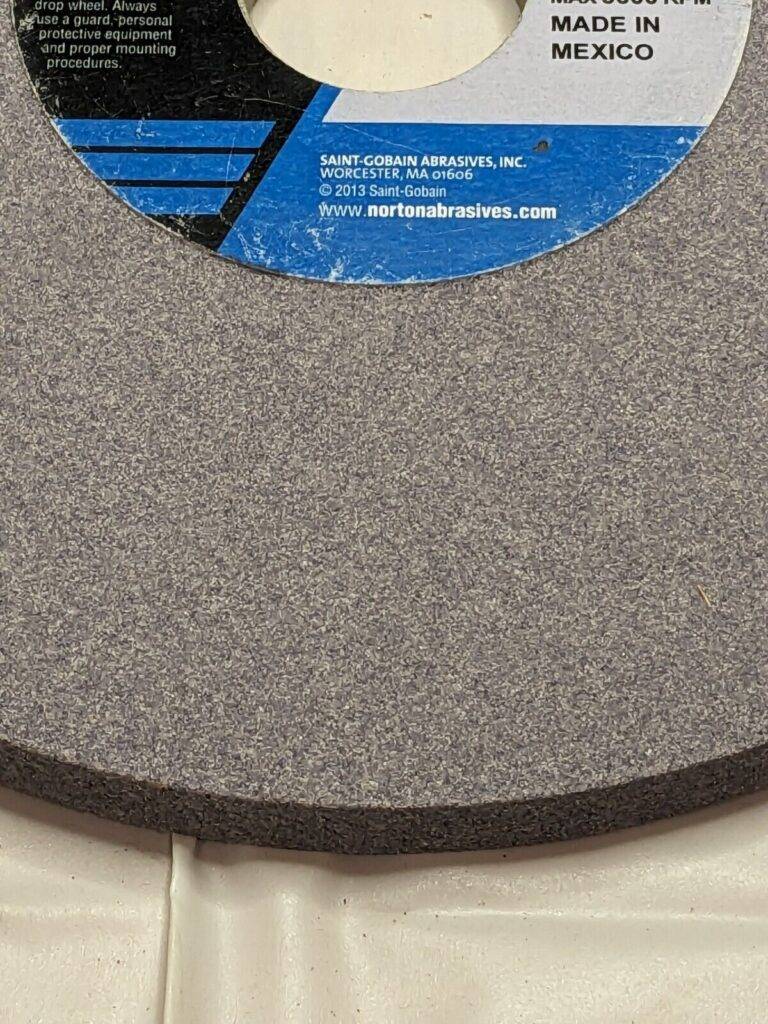 drop wheel. Always
use a guard, personal
protective equipment
and proper mounting
procedures.
MADE IN
MEXICO
SAINT-GOBAIN ABRASIVES, INC.
WORCESTER, MA 01606
© 2013 Saint-Gobain
www.nortonabrasives.com